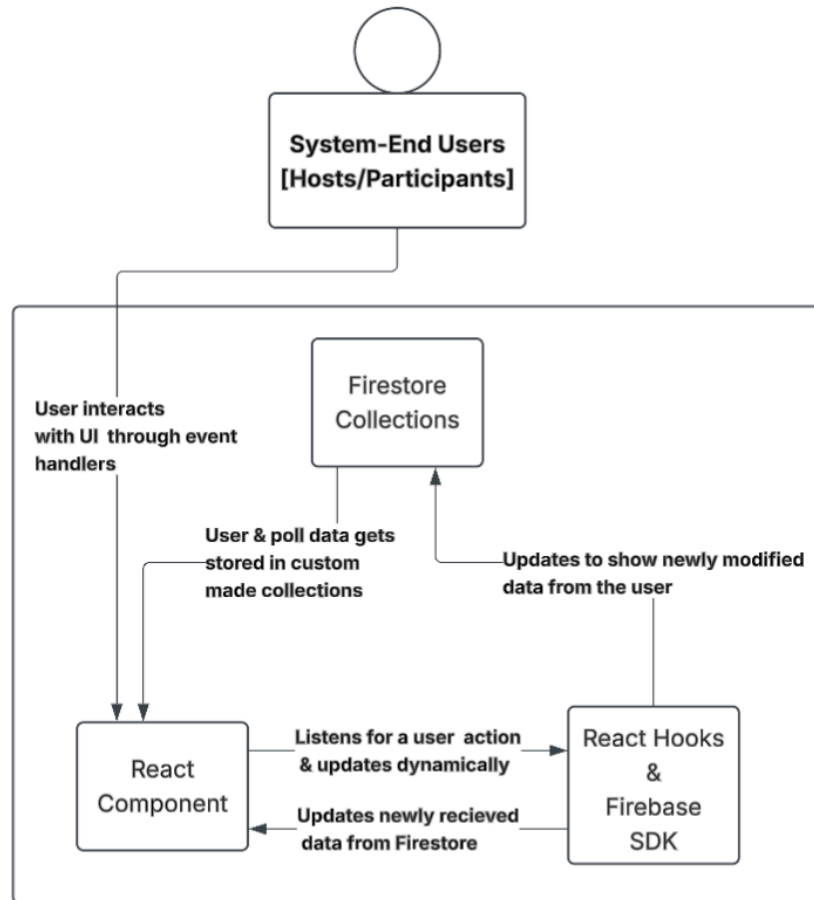 System-End Users
[Hosts/Participants]
Firestore
Collections
User interacts
with UI through event
handlers
User & poll data gets
stored in custom
made collections
Updates to show newly modified
data from the user
React
Component
Listens for a user action
& updates dynamically
Updates newly recieved
data from Firestore
React Hooks
&
Firebase
SDK